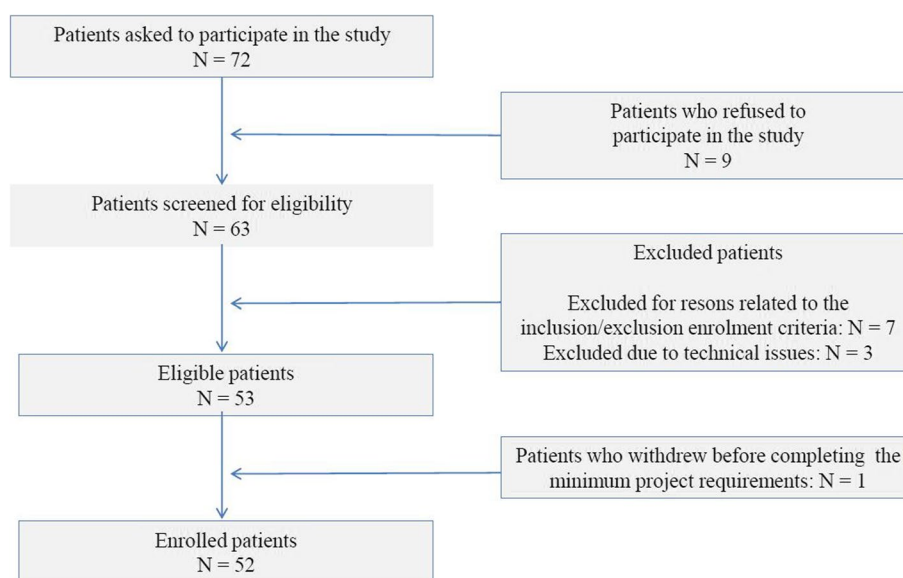 Patients asked to participate in the study
N = 72
Patients who refused to
participate in the study
N = 9
Patients screened for eligibility
N = 63
Excluded patients
Excluded for resons related to the
inclusion/exclusion enrolment criteria: N = 7
Excluded due to technical issues: N = 3
Eligible patients
N = 53
Patients who withdrew before completing the
minimum project requirements: N = 1
Enrolled patients
N = 52